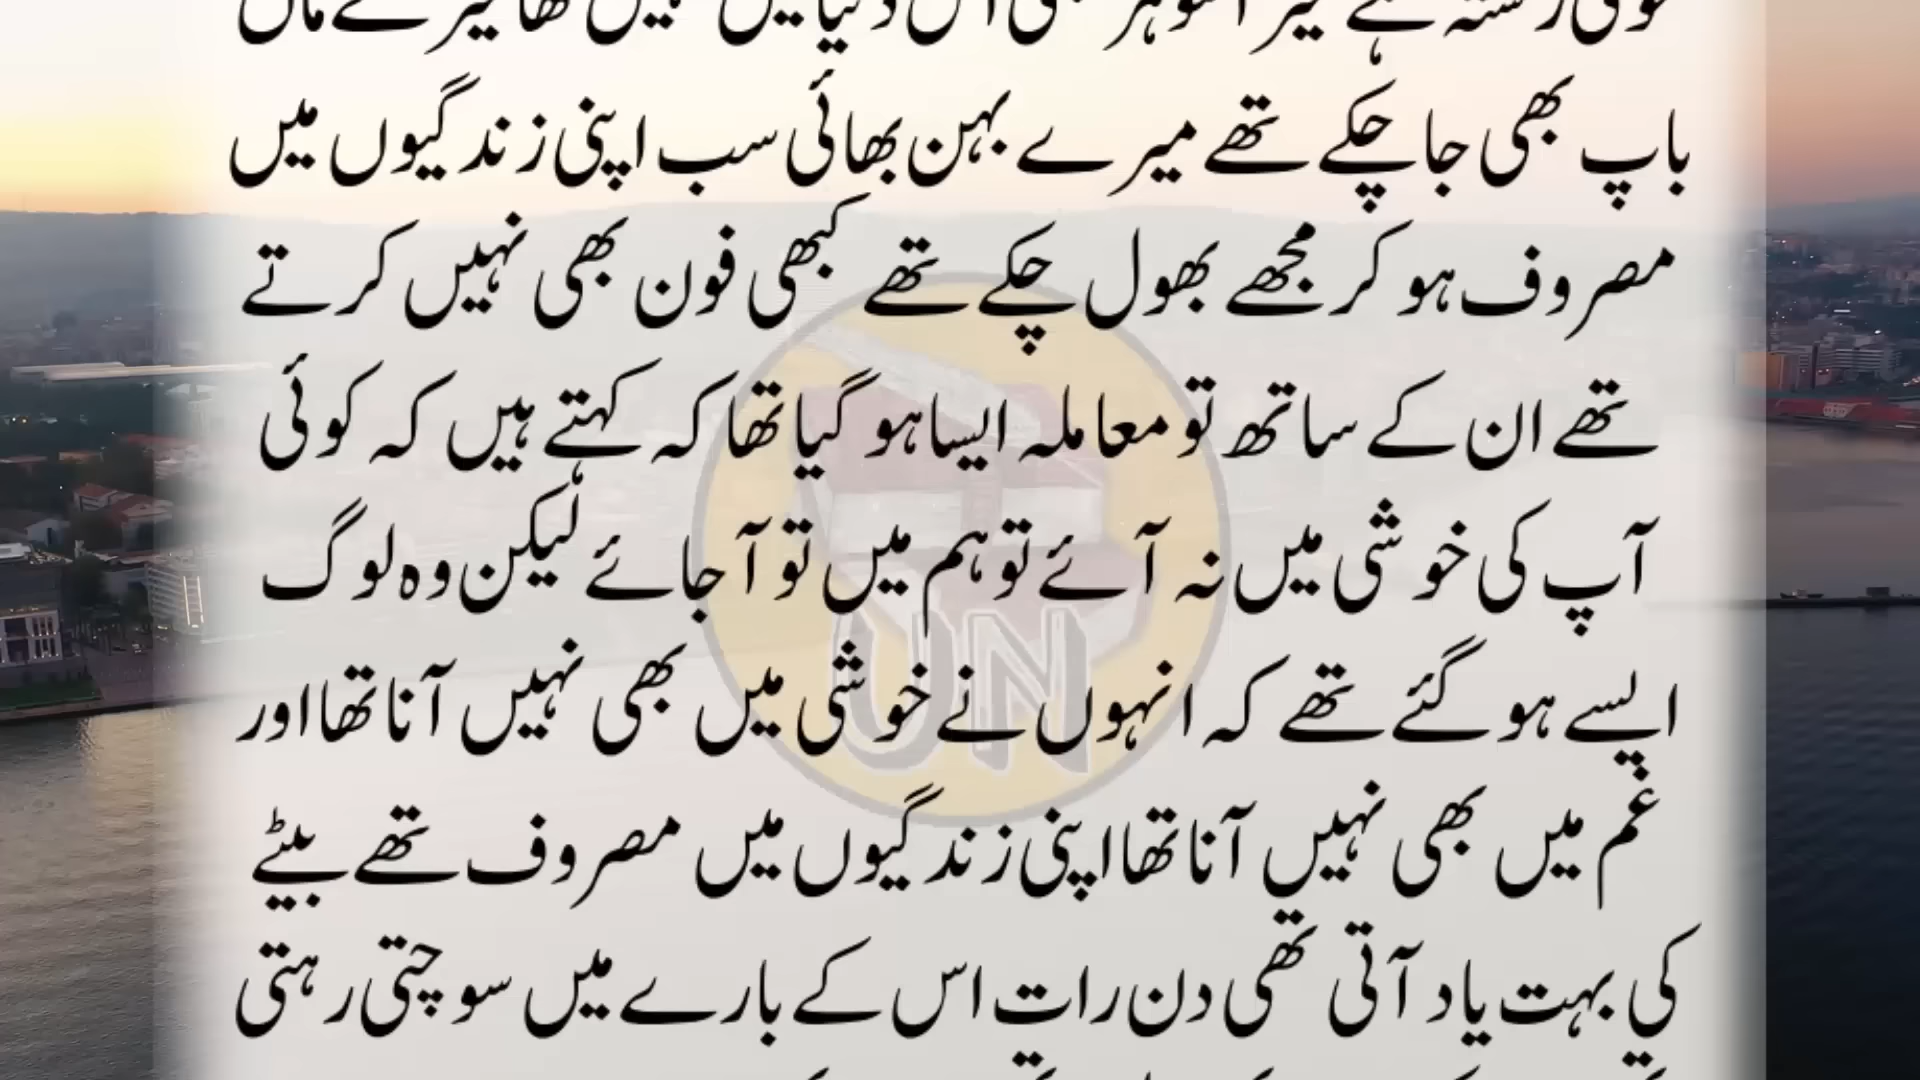 باپ بھی جا چکے تھے میرے بہن بھائی سب اپنی زندگیوں میں
مصروف ہو کر مجھے بھول چکے تھے کبھی فون بھی نہیں کرتے
تھے ان کے ساتھ تو معاملہ ایسا ہو گیا تھا کہ کہتے ہیں کہ کوئی
آپ کی خوشی میں نہ آئے تو ہم میں تو آ جائے لیکن وہ لوگ
ایسے ہو گئے تھے کہ انہوں نے خوشی میں بھی نہیں آنا تھا اور
غم میں بھی نہیں آنا تھا اپنی زندگیوں میں مصروف تھے بیٹے
کی بہت یاد آتی تھی دن رات اس کے بارے میں سوچتی رہتی
UN